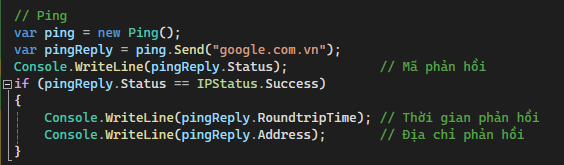 // Ping
var ping = new Ping();
var pingReply = ping.Send("google.com.vn");
Console.WriteLine(pingReply.Status);           // Mã phản hồi
if (pingReply.Status == IPStatus.Success)
{
    Console.WriteLine(pingReply.RoundtripTime); // Thời gian phản hồi
    Console.WriteLine(pingReply.Address);       // Địa chỉ phản hồi
}